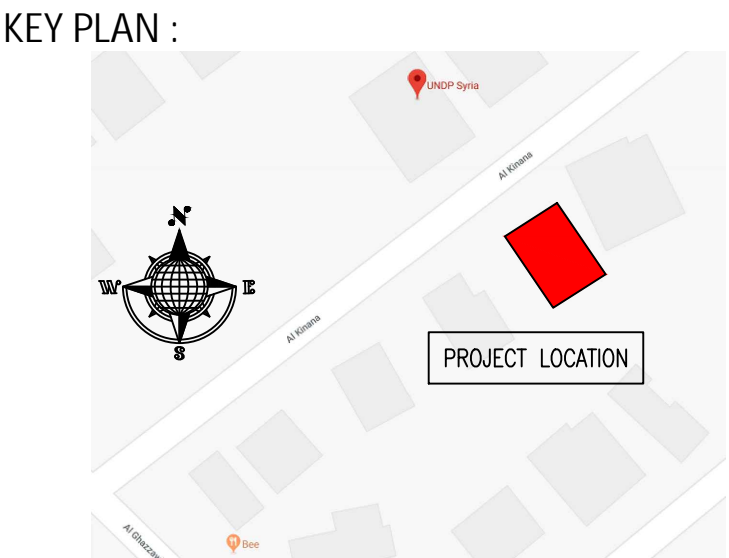 KEY PLAN :
UNDP Syria
Al Kinana
N
W E
S
Al Kinana
PROJECT LOCATION
Bee